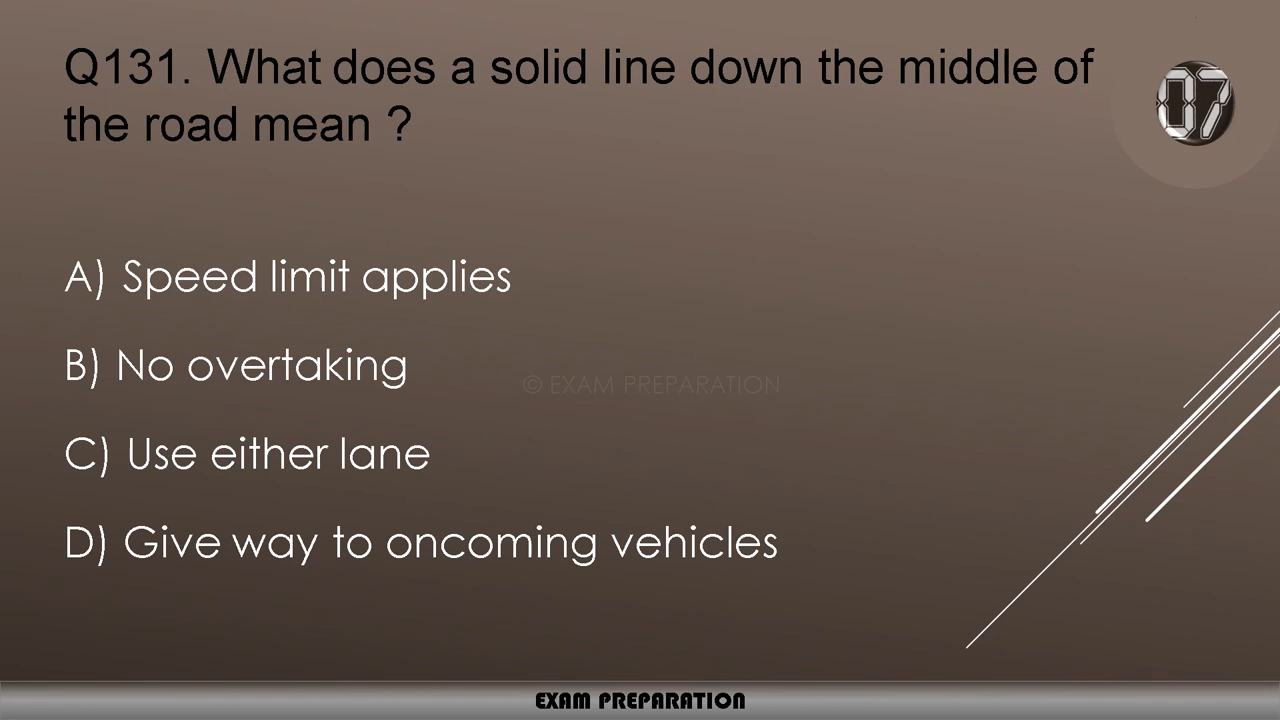 Q131. What does a solid line down the middle of
the road mean ?
07
A) Speed limit applies
B) No overtaking
© EXAM PREPARATION
C) Use either lane
D) Give way to oncoming vehicles
EXAM PREPARATION